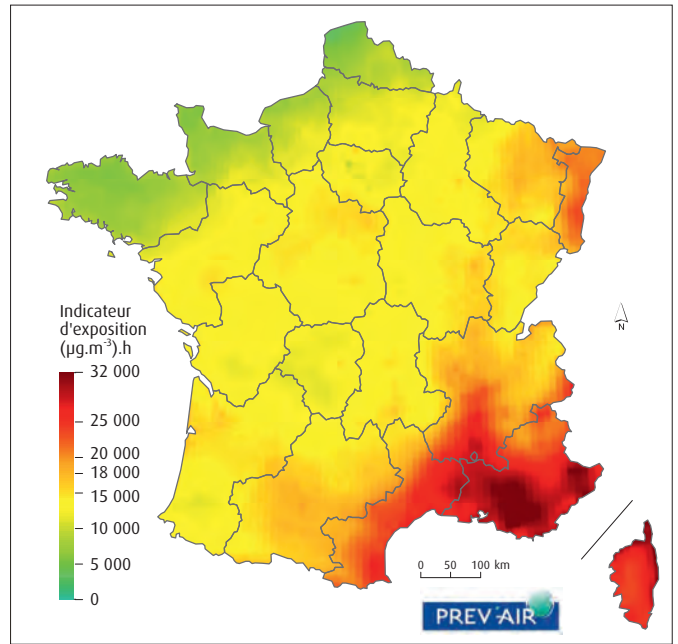 Indicateur
d'exposition
(µg.m⁻³).h
32 000
25 000
20 000
18 000
15 000
10 000
5 000
0
N
0 50 100 km
PREV'AIR